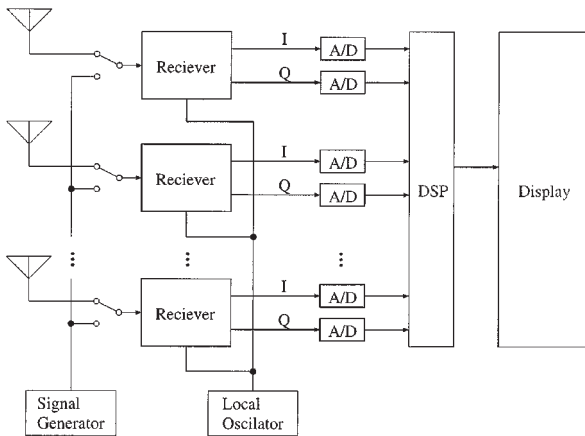 I
A/D
Reciever
Q
A/D
I
A/D
Reciever
Q
A/D
DSP
Display
I
A/D
Reciever
Q
A/D
Signal
Generator
Local
Oscilator